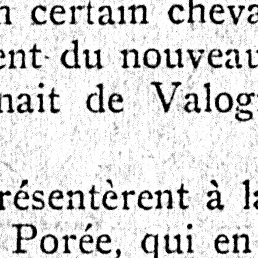 n certain cheva
ent du nouveau
nait de Valog
résentèrent à la
Porée, qui en